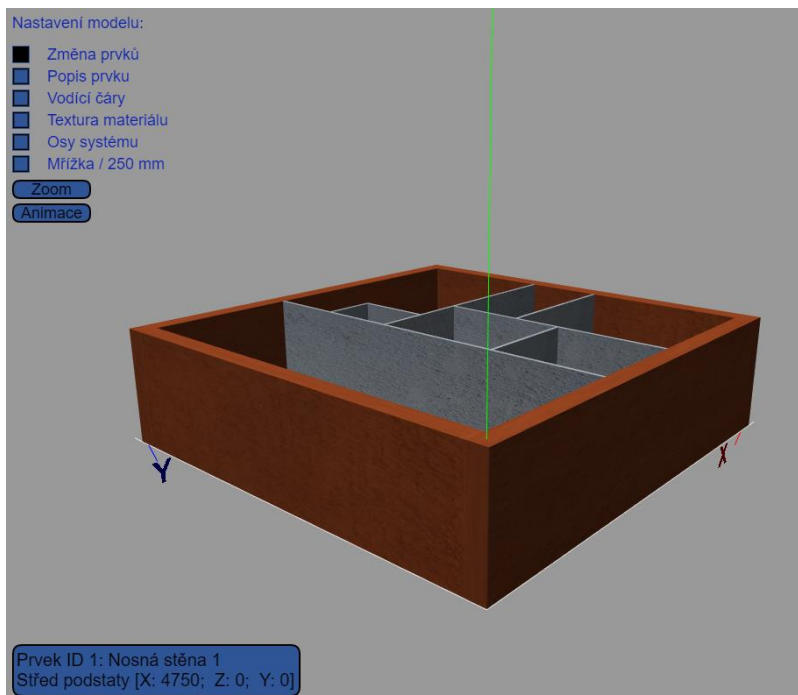 Nastavení modelu:
Změna prvků
Popis prvku
Vodící čáry
Textura materiálu
Osy systému
Mřížka / 250 mm
Zoom
Animace
Y
X
Prvek ID 1: Nosná stěna 1
Střed podstaty [X: 4750; Z: 0; Y: 0]